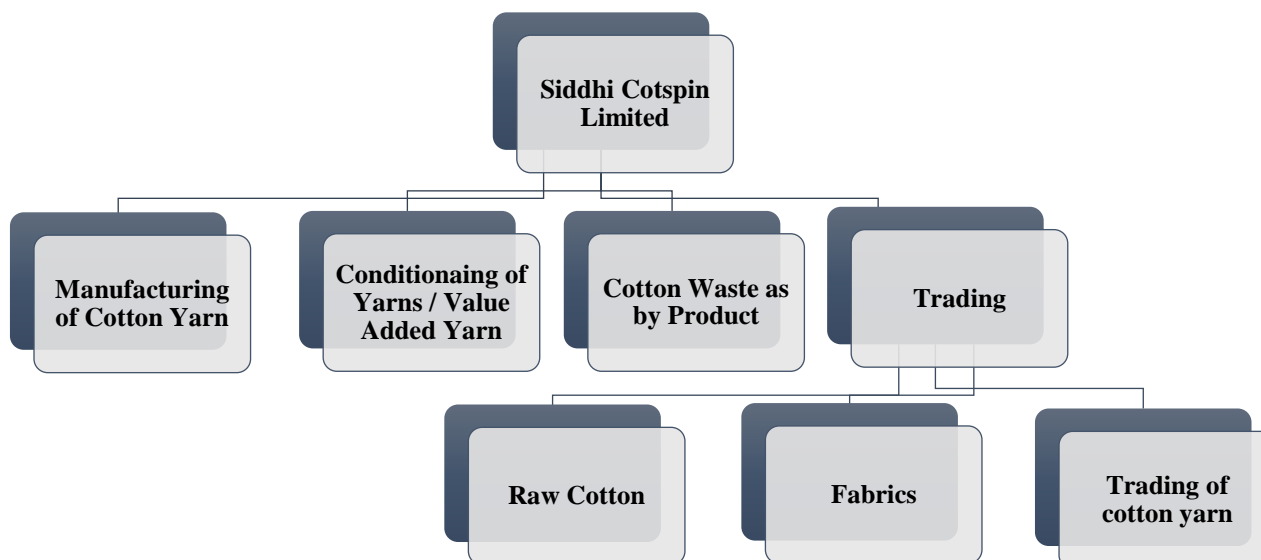 Siddhi Cotspin
Limited
Manufacturing
of Cotton Yarn
Conditionaing of
Yarns / Value
Added Yarn
Cotton Waste as
by Product
Trading
Raw Cotton
Fabrics
Trading of
cotton yarn